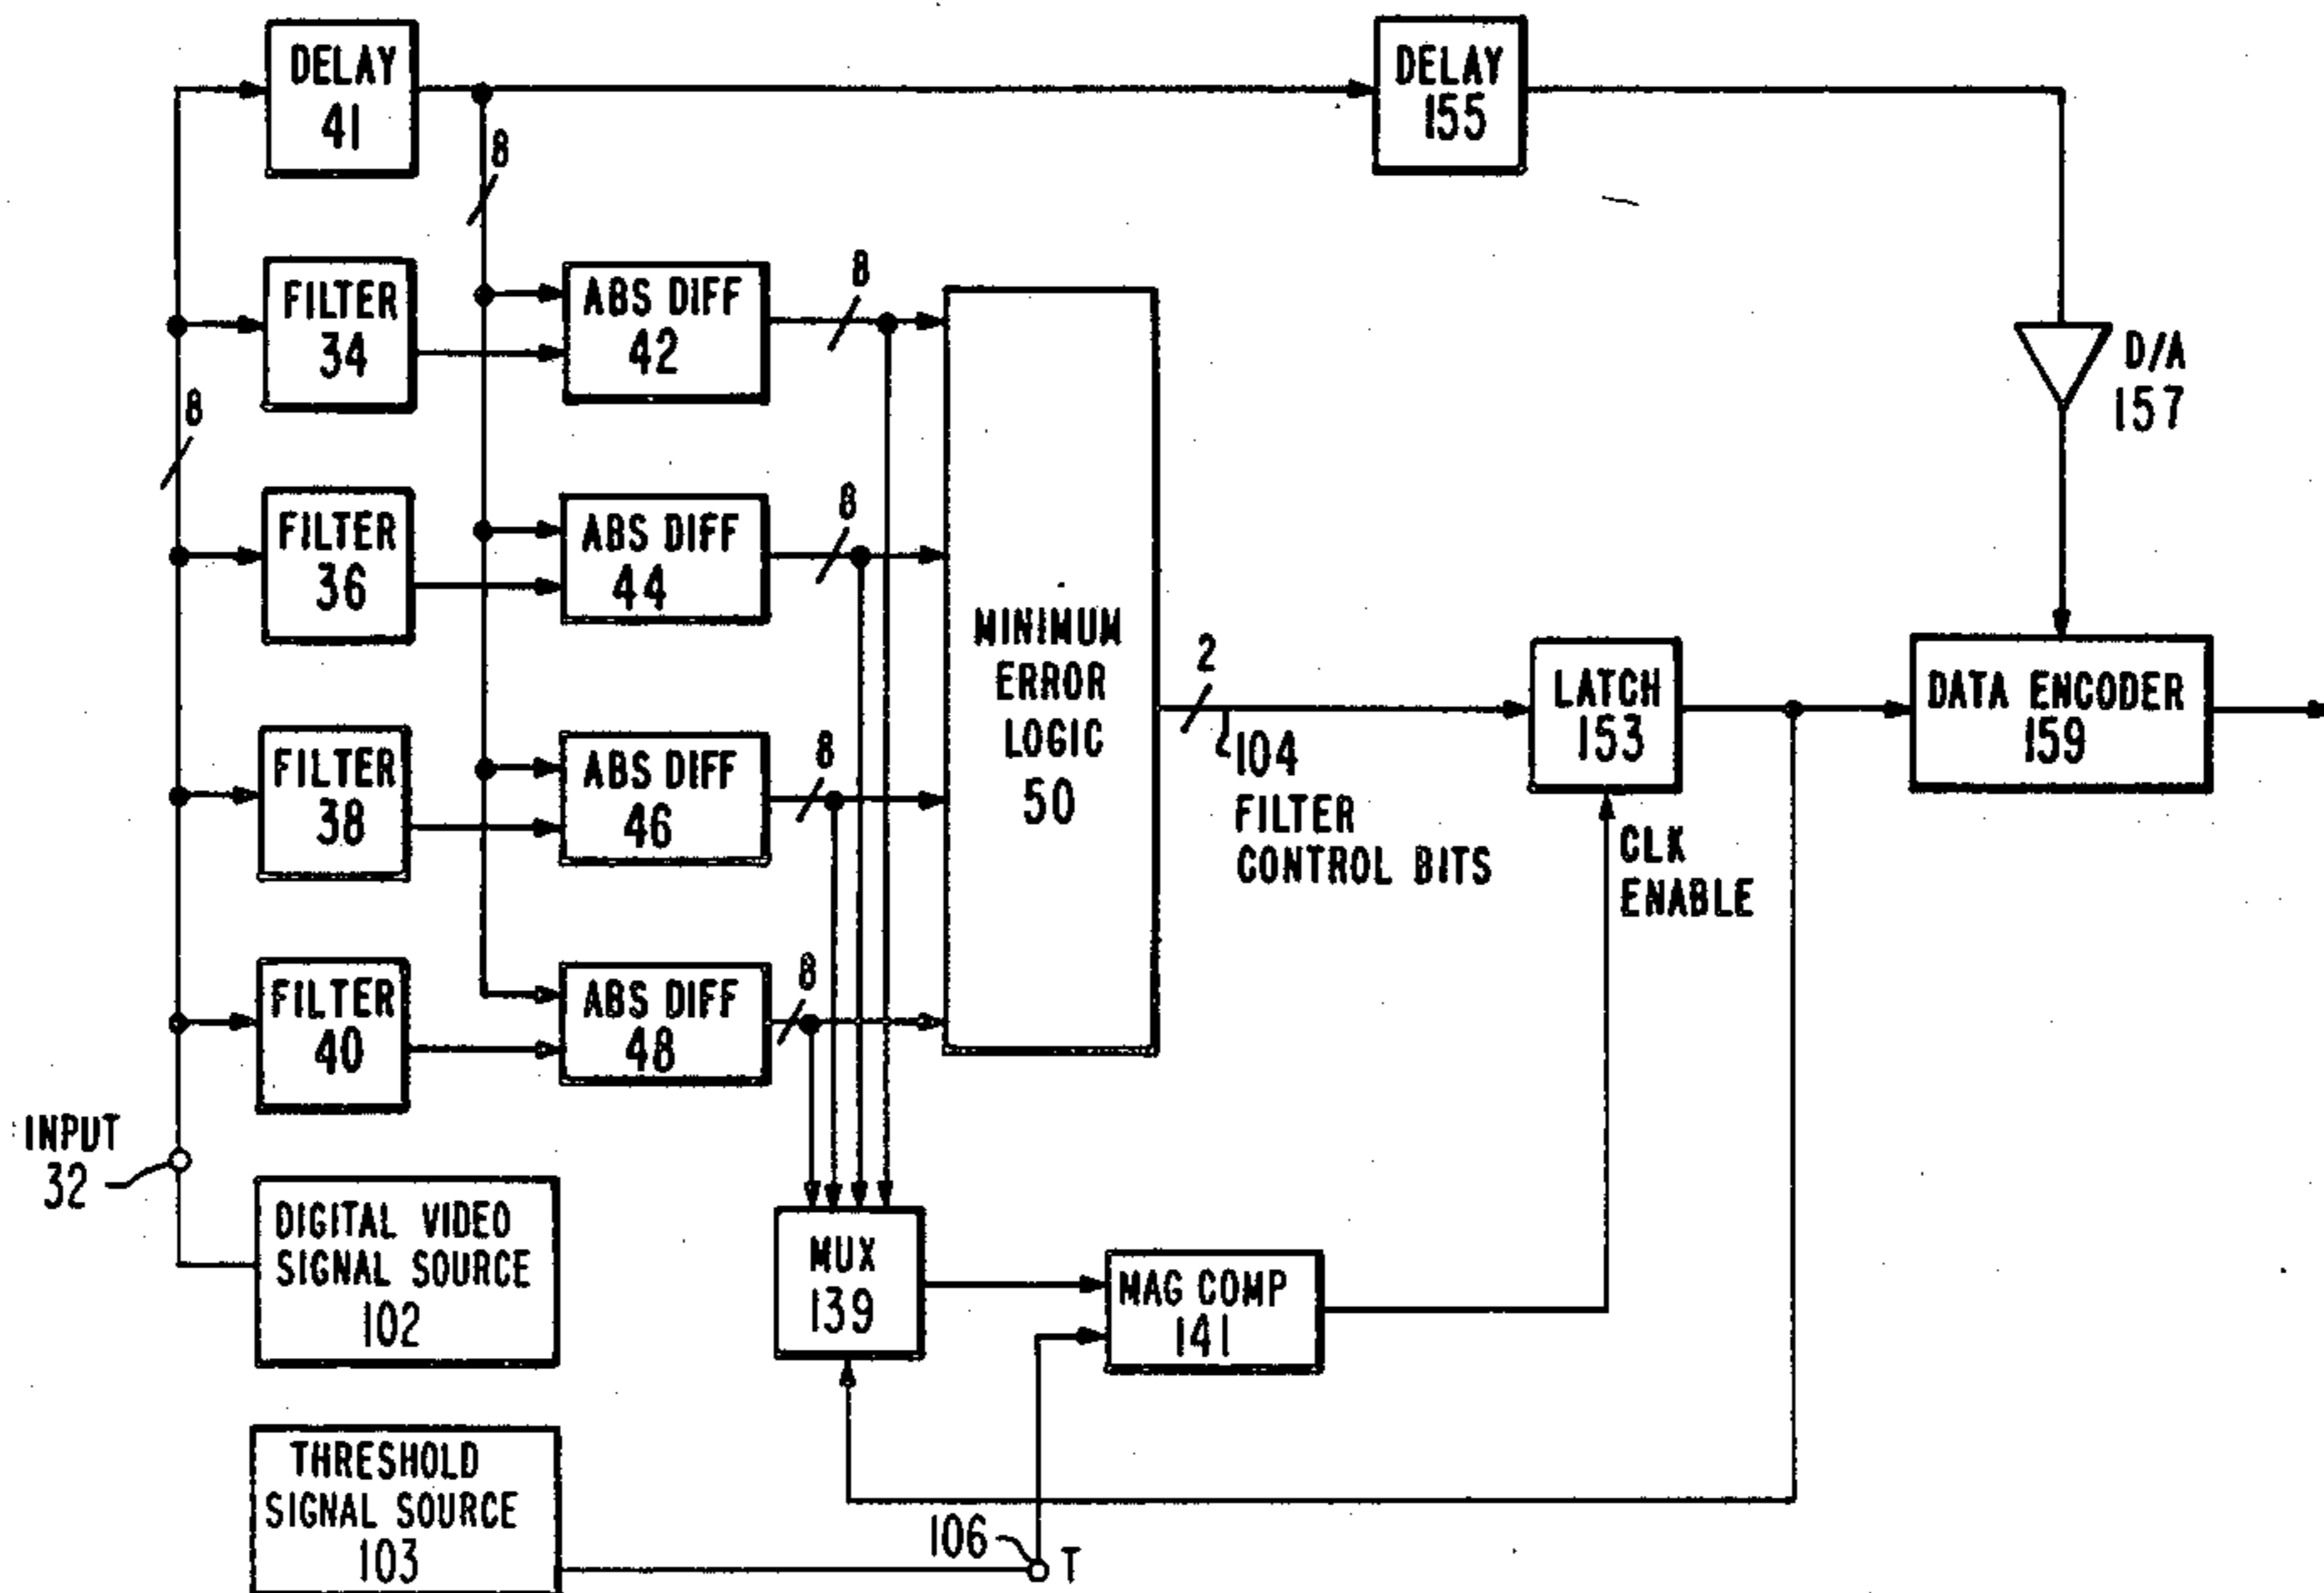 DELAY
41
DELAY
155
8
FILTER
34
ABS DIFF
42
8
D/A
157
8
FILTER
36
ABS DIFF
44
8
MINIMUM
ERROR
LOGIC
50
2
104
FILTER
CONTROL BITS
LATCH
153
DATA ENCODER
159
CLK
ENABLE
FILTER
38
ABS DIFF
46
8
FILTER
40
ABS DIFF
48
8
INPUT
32
DIGITAL VIDEO
SIGNAL SOURCE
102
MUX
139
MAG COMP
141
THRESHOLD
SIGNAL SOURCE
103
106
T